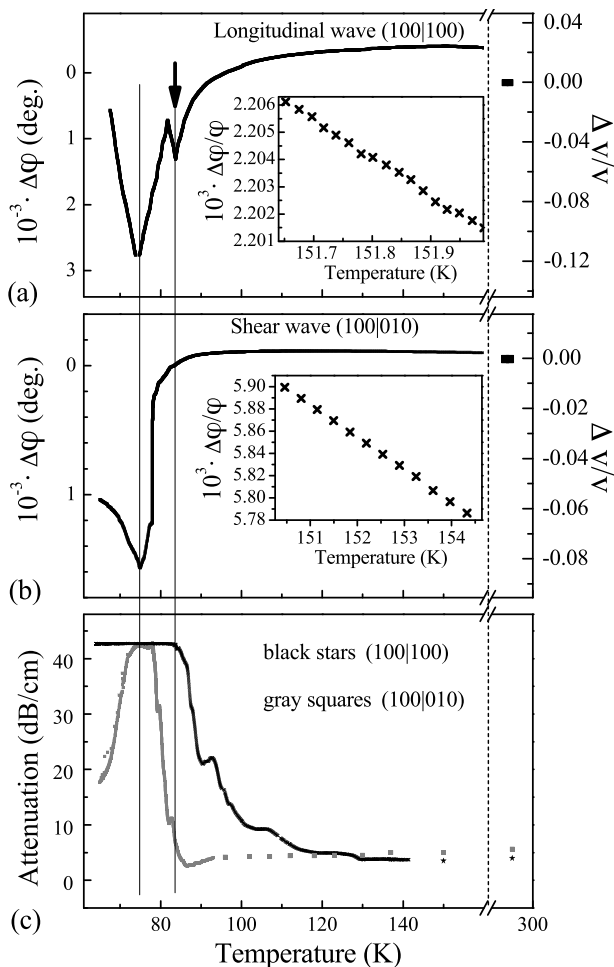 Longitudinal wave (100|100)
10⁻³· Δφ (deg.)
0
1
2
3
0.04
0.00
-0.04
-0.08
-0.12
Δ v/v
10³· Δφ/φ
2.206
2.205
2.204
2.203
2.202
2.201
151.7 151.8 151.9
Temperature (K)
(a)
Shear wave (100|010)
10⁻³· Δφ (deg.)
0
1
0.00
-0.02
-0.04
-0.06
-0.08
Δ v/v
10³· Δφ/φ
5.90
5.88
5.86
5.84
5.82
5.80
5.78
151 152 153 154
Temperature (K)
(b)
Attenuation (dB/cm)
40
30
20
10
5
0
black stars (100|100)
gray squares (100|010)
(c)
80 100 120 140 300
Temperature (K)